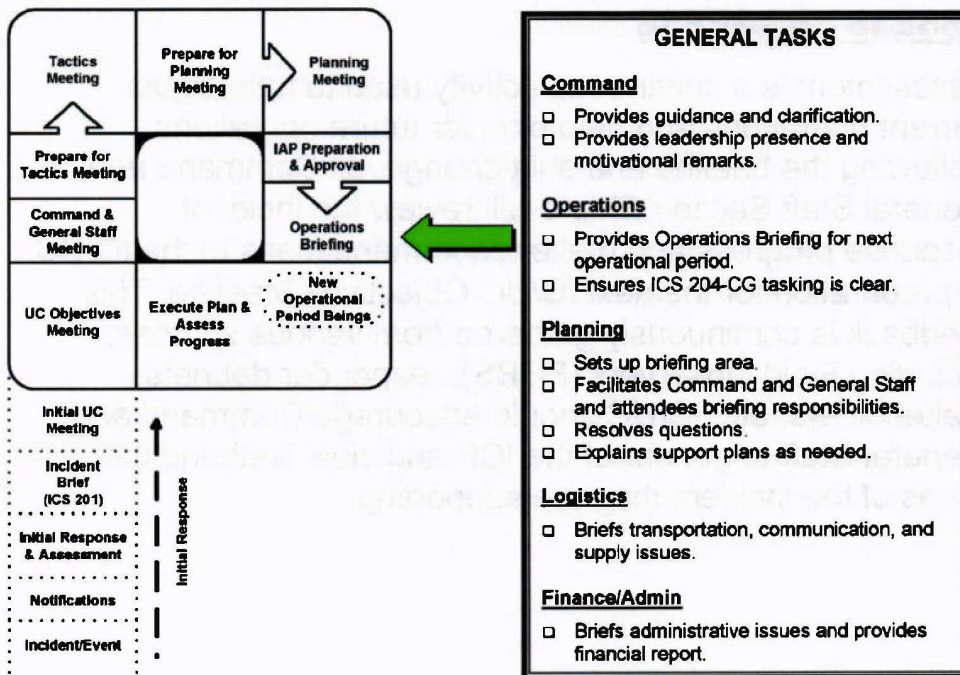 Tactics
Meeting
Prepare for
Planning
Meeting
Planning
Meeting
Prepare for
Tactics Meeting
IAP Preparation
& Approval
Command &
General Staff
Meeting
Operations
Briefing
UC Objectives
Meeting
Execute Plan &
Assess
Progress
New
Operational
Period Beings
Initial UC
Meeting
Incident
Brief
(ICS 201)
Initial Response
& Assessment
Notifications
Incident/Event
Initial Response
GENERAL TASKS
Command
□ Provides guidance and clarification.
□ Provides leadership presence and
motivational remarks.
Operations
□ Provides Operations Briefing for next
operational period.
□ Ensures ICS 204-CG tasking is clear.
Planning
□ Sets up briefing area.
□ Facilitates Command and General Staff
and attendees briefing responsibilities.
□ Resolves questions.
□ Explains support plans as needed.
Logistics
□ Briefs transportation, communication, and
supply issues.
Finance/Admin
□ Briefs administrative issues and provides
financial report.